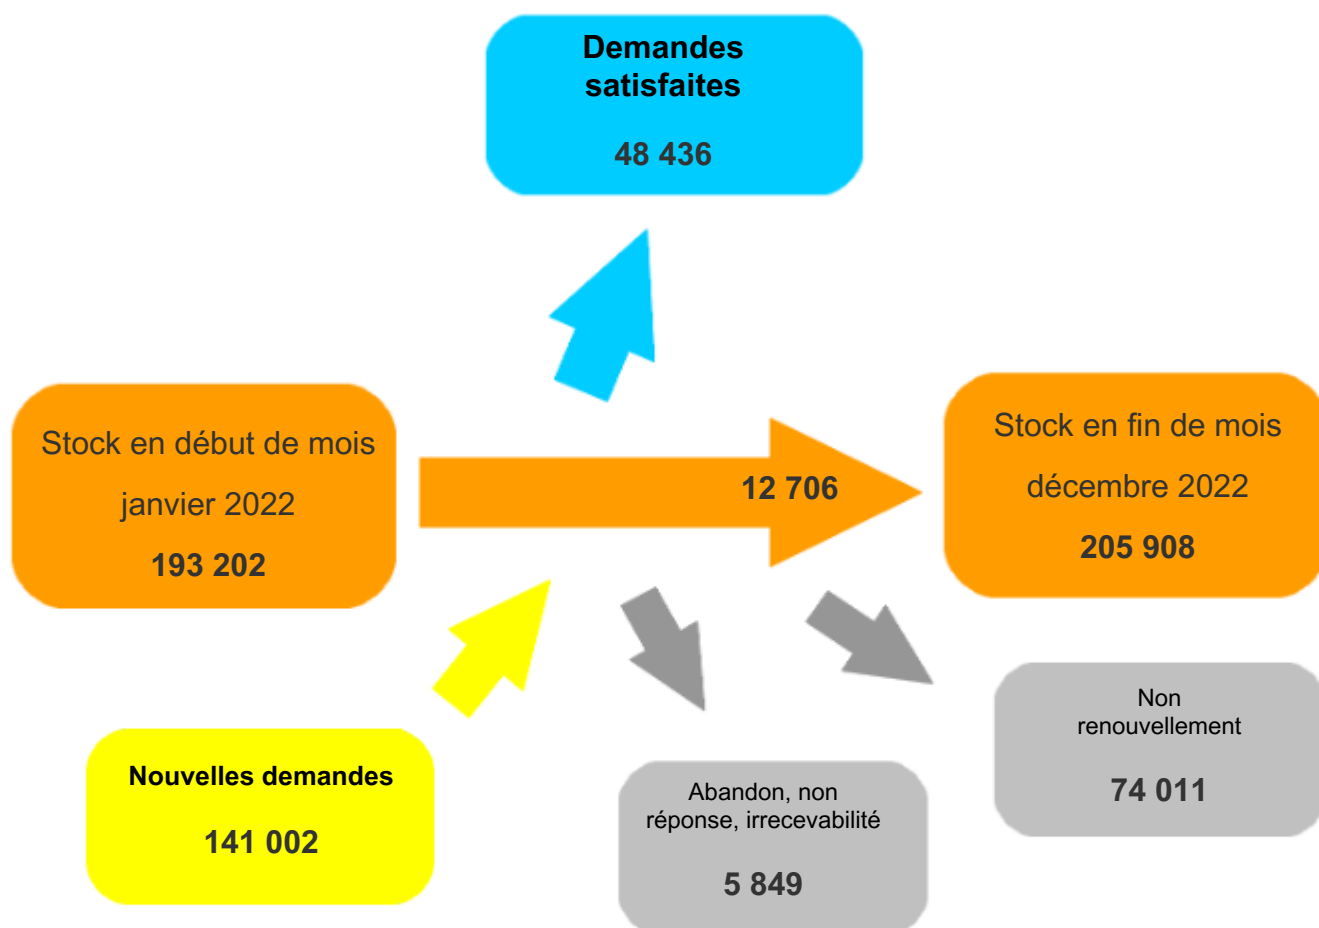 Demandes
satisfaites
48 436
Stock en début de mois
janvier 2022
193 202
12 706
Stock en fin de mois
décembre 2022
205 908
Nouvelles demandes
141 002
Abandon, non
réponse, irrecevabilité
5 849
Non
renouvellement
74 011